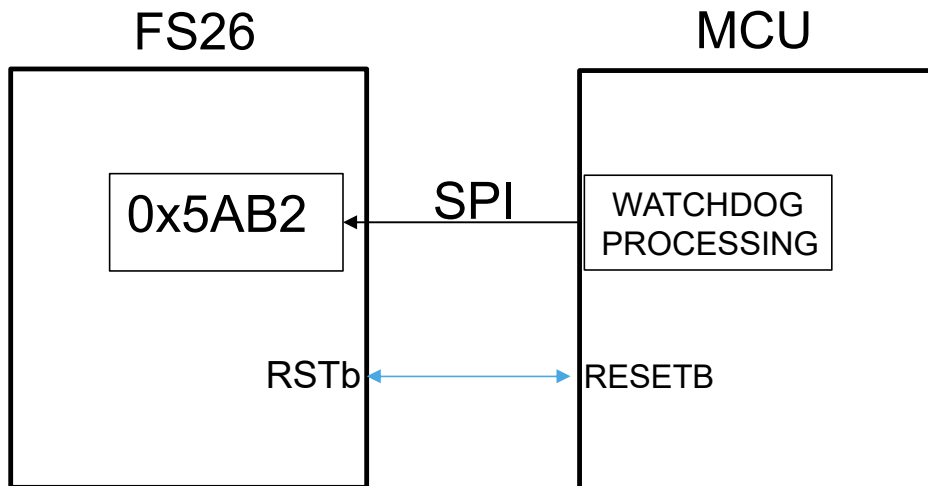 FS26
MCU
0x5AB2
SPI
WATCHDOG
PROCESSING
RSTb
RESETB